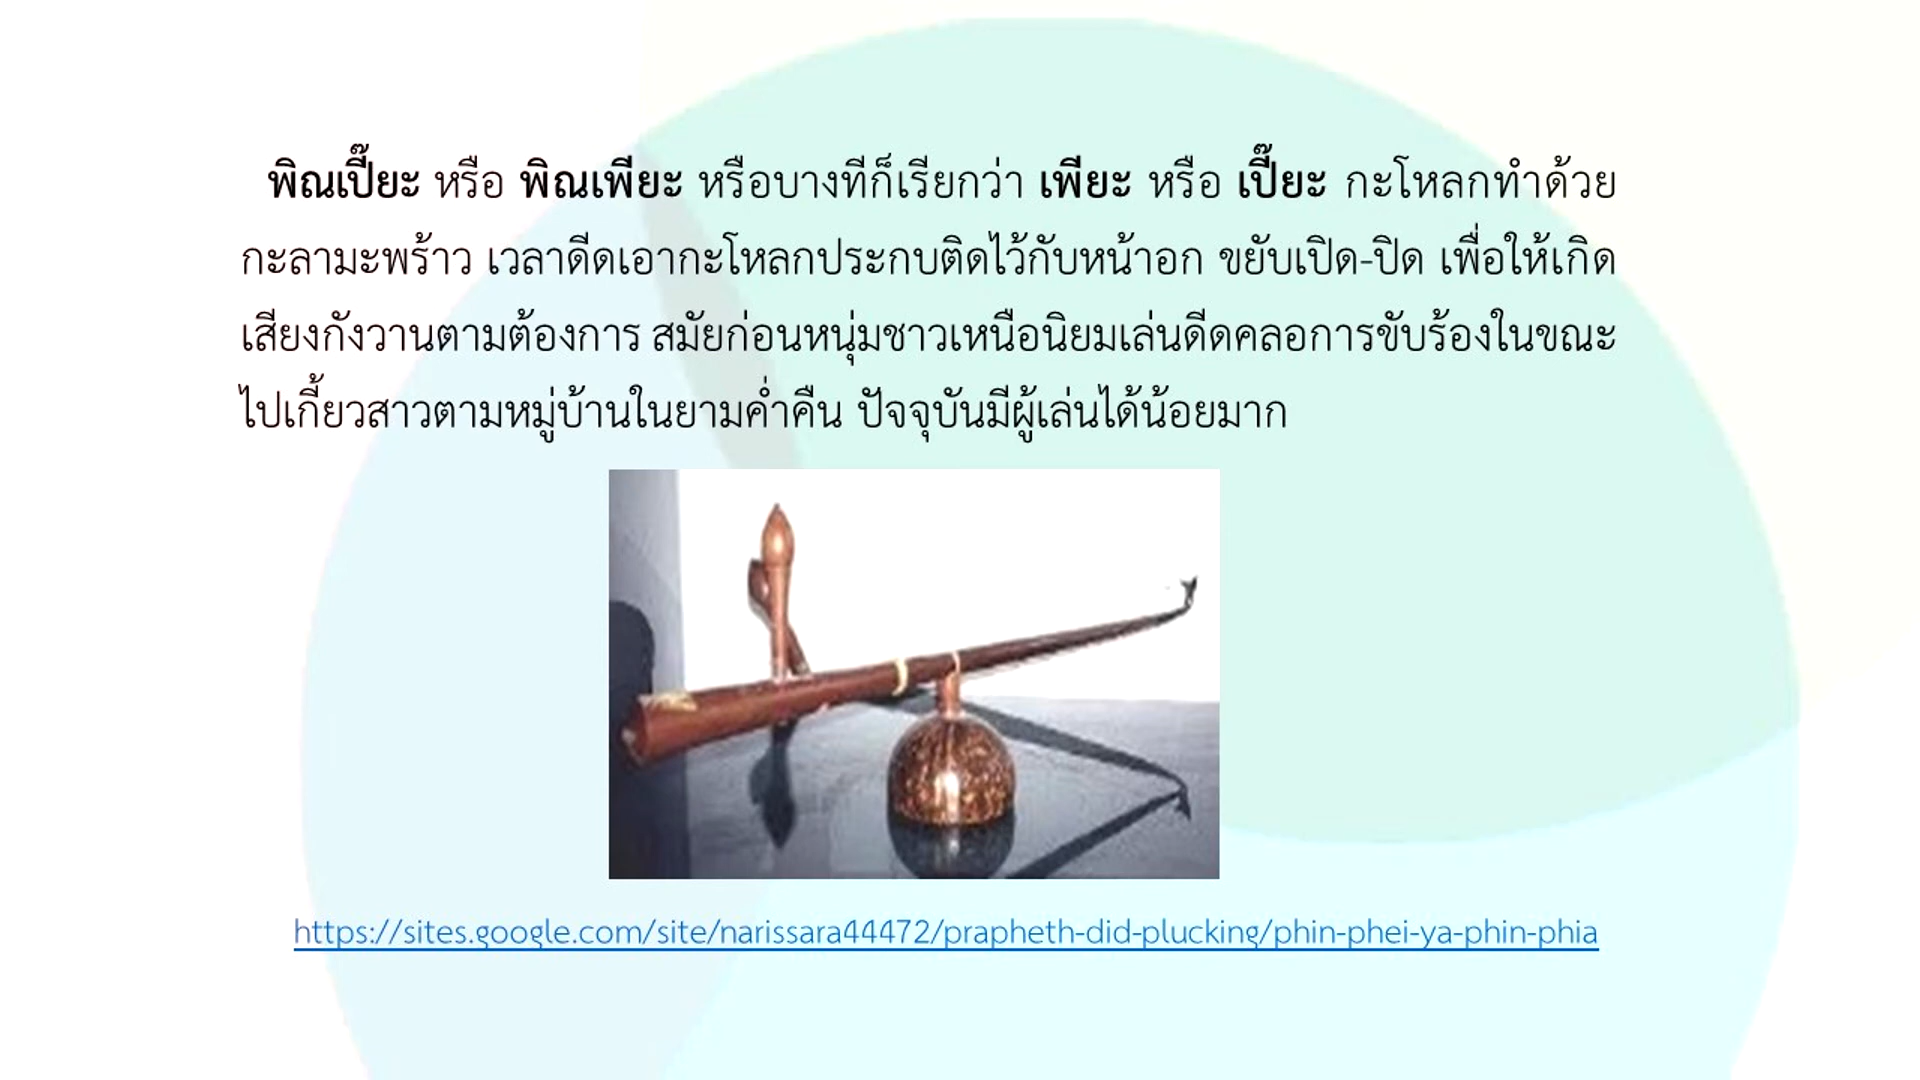 พิณเปี๊ยะ หรือ พิณเพียะ หรือบางทีก็เรียกว่า เพียะ หรือ เปี๊ยะ กะโหลกทำด้วย
กะลามะพร้าว เวลาดีดเอากะโหลกประกบติดไว้กับหน้าอก ขยับเปิด-ปิด เพื่อให้เกิด
เสียงกังวานตามต้องการ สมัยก่อนหนุ่มชาวเหนือนิยมเล่นดีดคลอการขับร้องในขณะ
ไปเกี้ยวสาวตามหมู่บ้านในยามค่ำคืน ปัจจุบันมีผู้เล่นได้น้อยมาก
https://sites.google.com/site/narissara44472/prapheth-did-plucking/phin-phei-ya-phin-phia